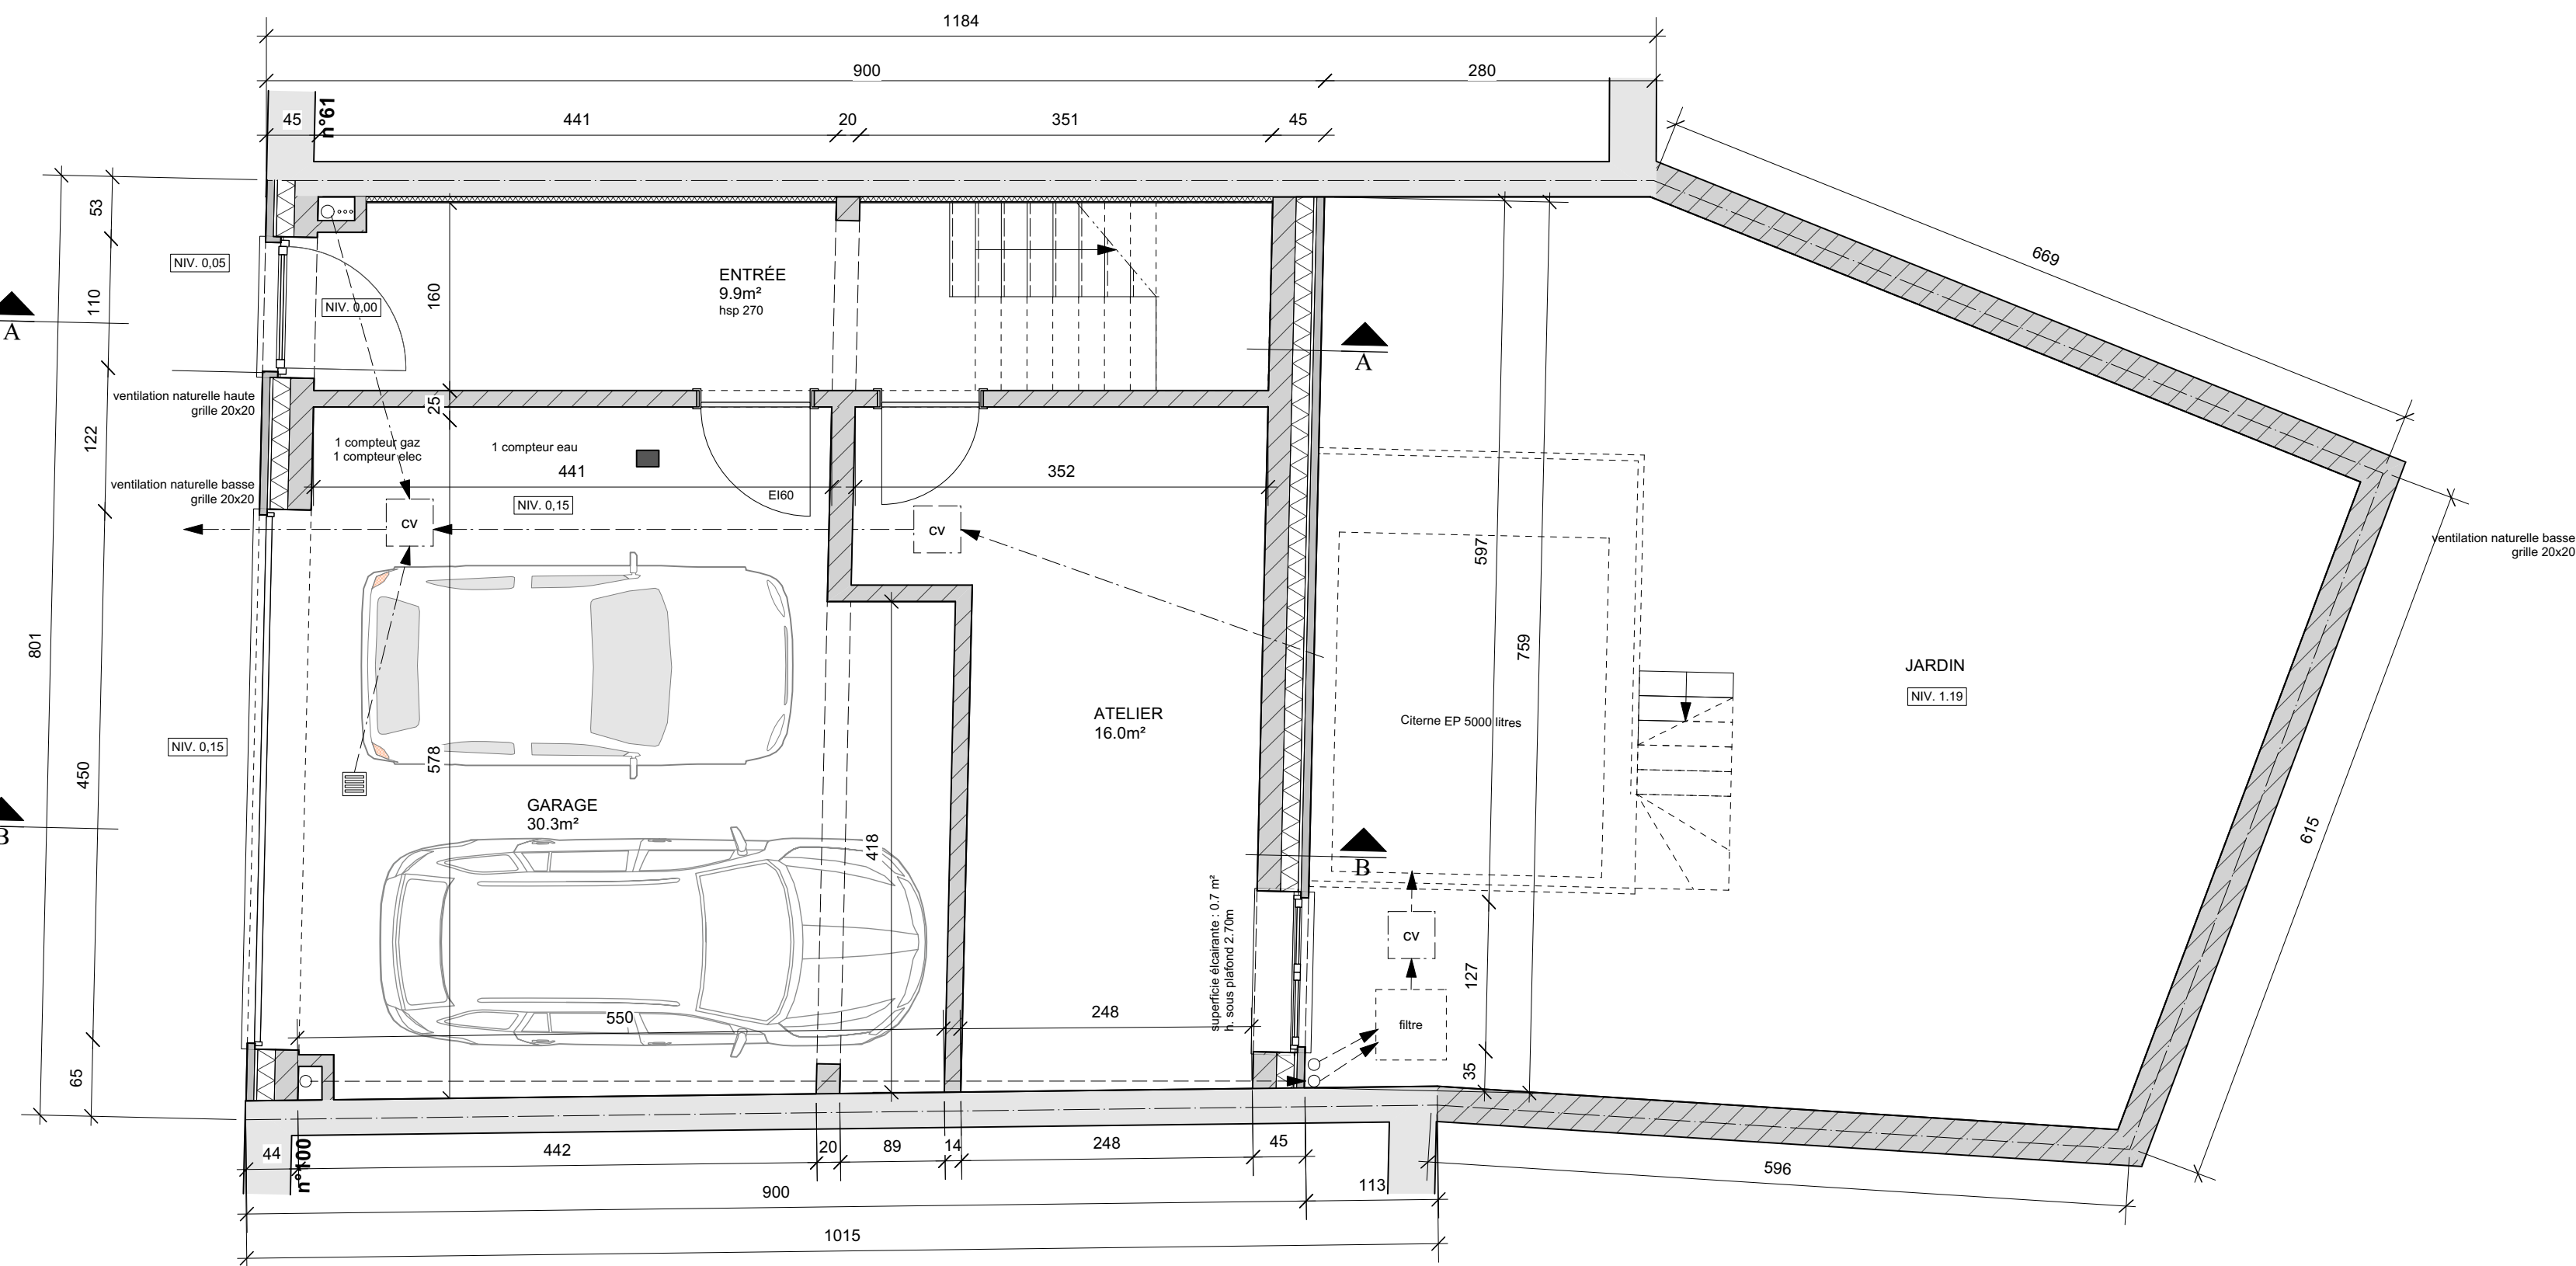 1184
900
280
45
n°61
441
20
351
45
53
669
NIV. 0,05
110
NIV. 0,00
160
ENTRÉE
9.9m²
hsp 270
A
A
ventilation naturelle haute
grille 20x20
25
122
1 compteur gaz
1 compteur elec
1 compteur eau
441
352
ventilation naturelle basse
grille 20x20
EI60
NIV. 0,15
cv
cv
597
ventilation naturelle basse
grille 20x20
801
759
JARDIN
NIV. 1.19
ATELIER
16.0m²
Citerne EP 5000 litres
NIV. 0,15
578
450
GARAGE
30.3m²
418
615
B
B
superficie élcairante : 0.7 m²
h. sous plafond 2.70m
cv
127
550
248
filtre
65
35
44
n°100
442
20
89
14
248
45
596
900
113
1015